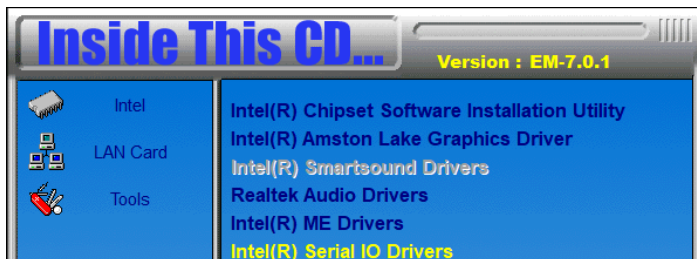 Inside This CD...
Version : EM-7.0.1
Intel
LAN Card
Tools
Intel(R) Chipset Software Installation Utility
Intel(R) Amston Lake Graphics Driver
Intel(R) Smartsound Drivers
Realtek Audio Drivers
Intel(R) ME Drivers
Intel(R) Serial IO Drivers